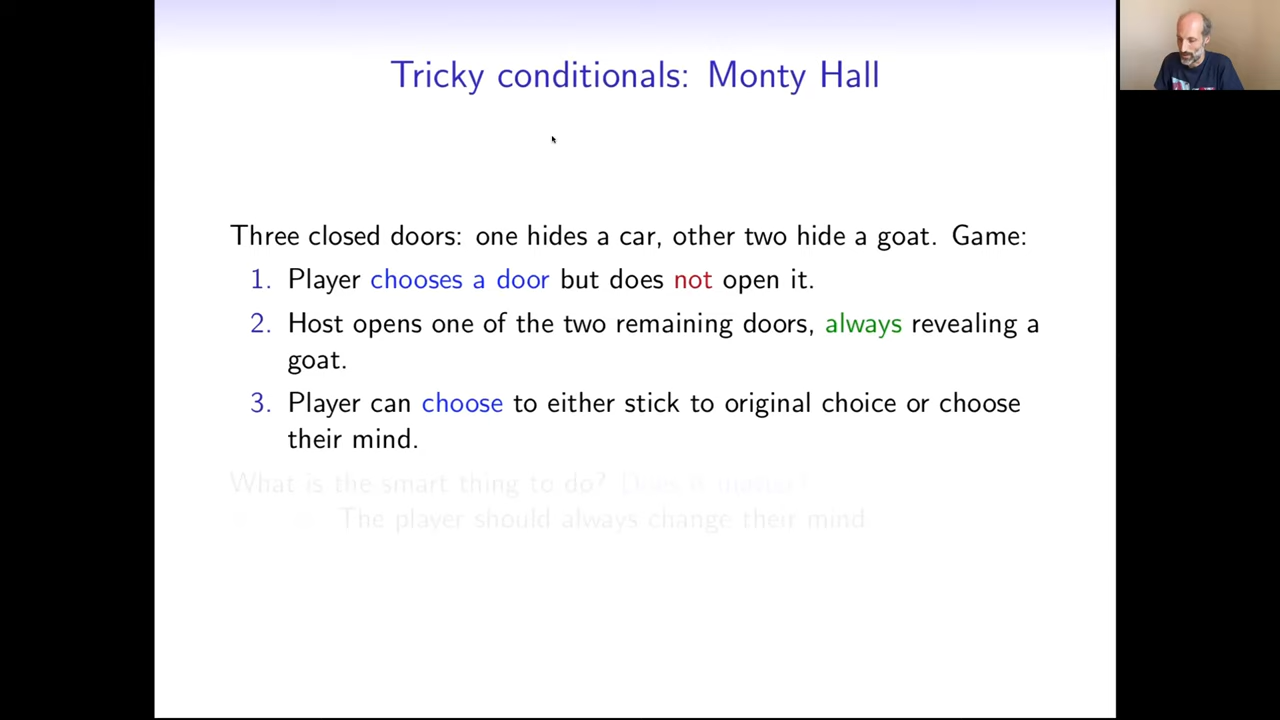 Tricky conditionals: Monty Hall
Three closed doors: one hides a car, other two hide a goat. Game:
1. Player chooses a door but does not open it.
2. Host opens one of the two remaining doors, always revealing a
goat.
3. Player can choose to either stick to original choice or choose
their mind.
What is the smart thing to do? Does it matter?
The player should always change their mind